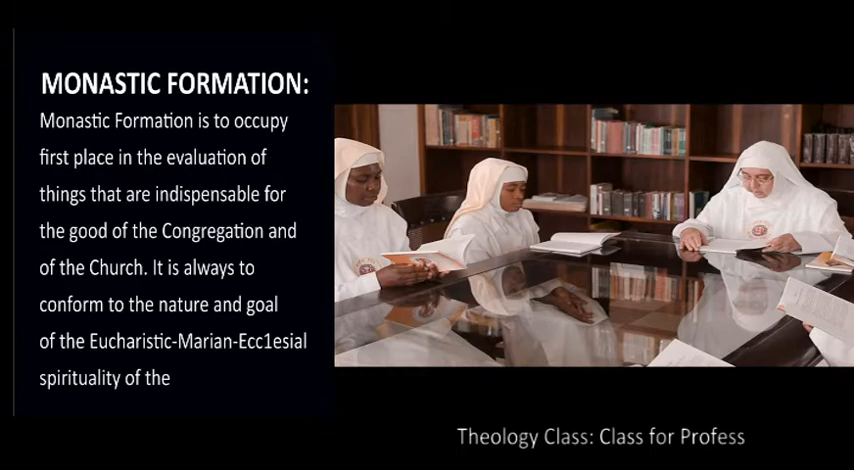 MONASTIC FORMATION:
Monastic Formation is to occupy
first place in the evaluation of
things that are indispensable for
the good of the Congregation and
of the Church. It is always to
conform to the nature and goal
of the Eucharistic-Marian-Ecc1esial
spirituality of the
Theology Class: Class for Profess